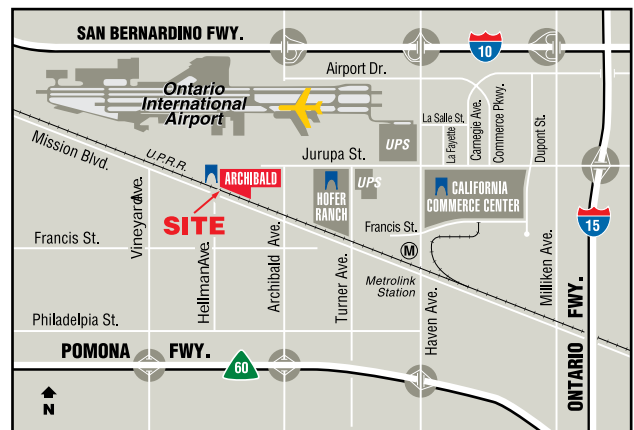 SAN BERNARDINO FWY.
10
Airport Dr.
Ontario
International
Airport
La Salle St.
La Fayette St.
Carnegie Ave.
Commerce Pkwy.
Dupont St.
UPS
Mission Blvd.
U.P.R.R.
Jurupa St.
ARCHIBALD
HOFER
RANCH
UPS
CALIFORNIA
COMMERCE CENTER
SITE
Vineyard Ave.
15
Francis St.
Francis St.
M
Metrolink
Station
Hellman Ave.
Archibald Ave.
Turner Ave.
Haven Ave.
Milliken Ave.
Philadelpia St.
POMONA FWY.
60
ONTARIO FWY.
N